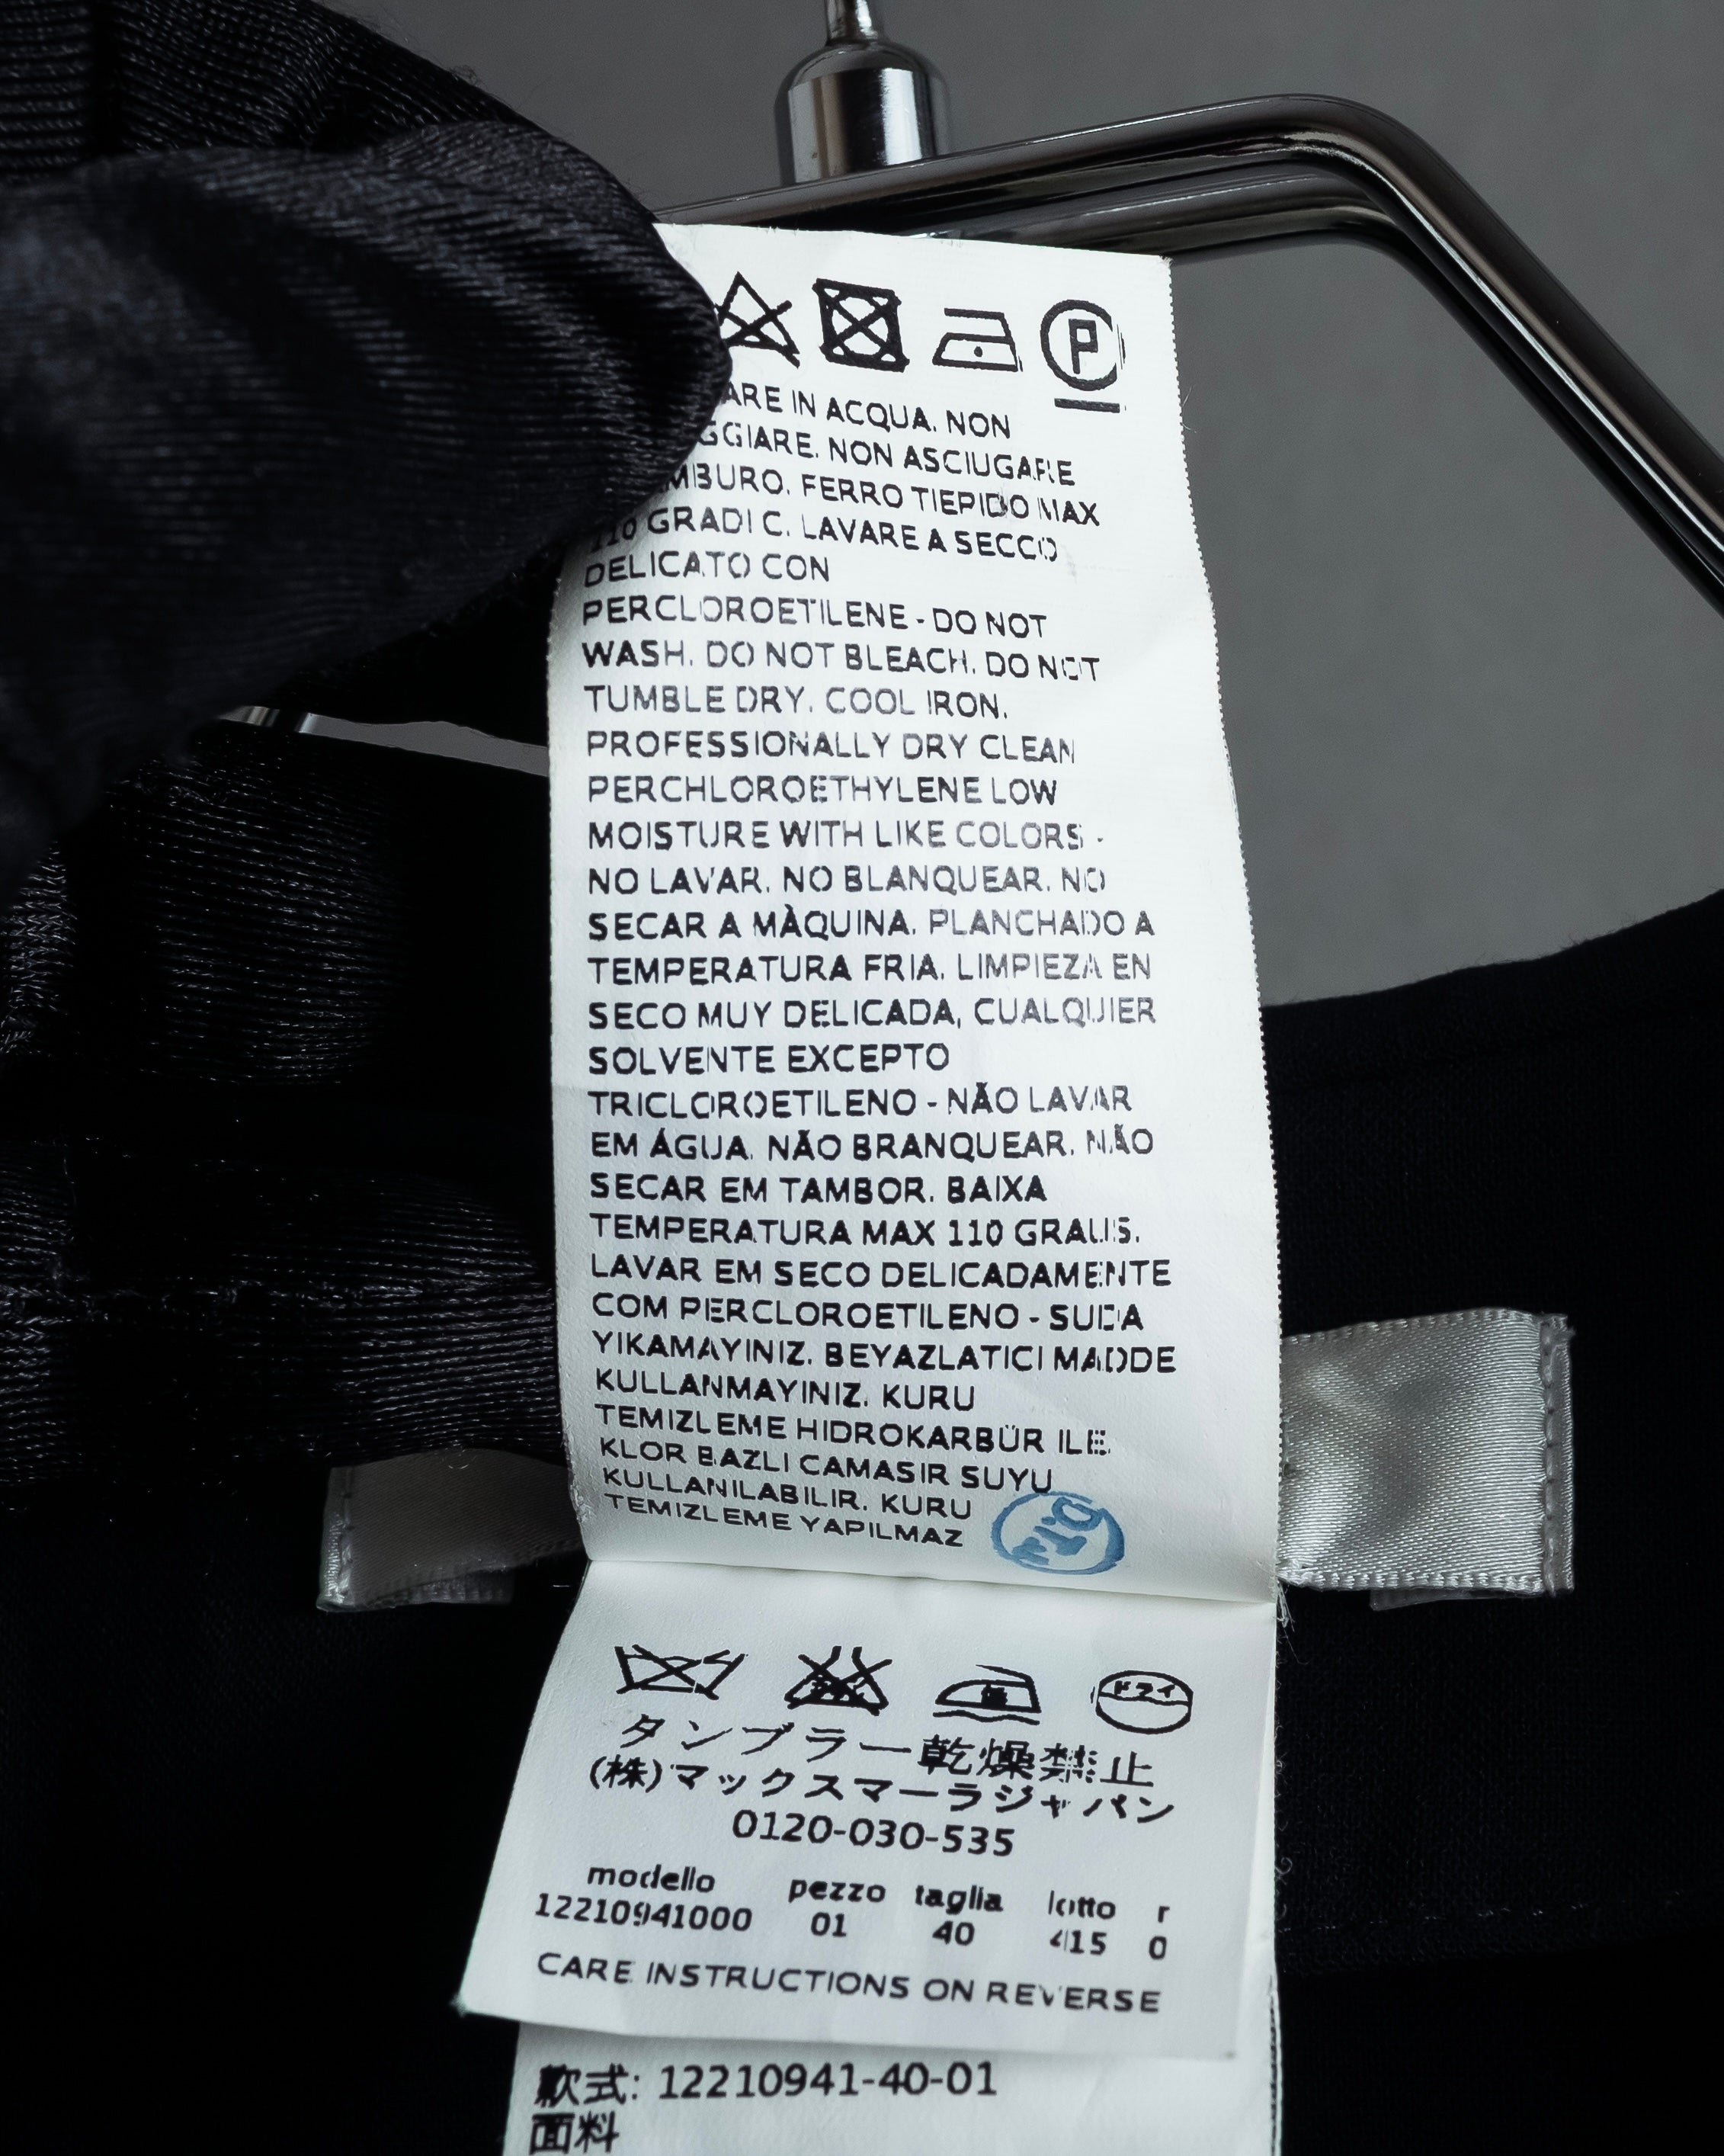 P
IN ACQUA. NON
NON ASCIUGARE
FERRO TIEPIDO MAX
110 GRADI C. LAVARE A SECCO
DELICATO CON
PERCLOROETILENE - DO NOT
WASH. DO NOT BLEACH. DO NOT
TUMBLE DRY. COOL IRON.
PROFESSIONALLY DRY CLEAN
PERCHLOROETHYLENE LOW
MOISTURE WITH LIKE COLORS -
NO LAVAR. NO BLANQUEAR. NO
SECAR A MÀQUINA. PLANCHADO A
TEMPERATURA FRIA. LIMPIEZA EN
SECO MUY DELICADA, CUALQUIER
SOLVENTE EXCEPTO
TRICLOROETILENO - NÃO LAVAR
EM ÁGUA. NÃO BRANQUEAR. NÃO
SECAR EM TAMBOR. BAIXA
TEMPERATURA MAX 110 GRAUS.
LAVAR EM SECO DELICADAMENTE
COM PERCLOROETILENO - SUDA
YIKAMAYINIZ. BEYAZLATICI MADDE
KULLANMAYINIZ. KURU
TEMIZLEME HIDROKARBÜR ILE.
KLOR BAZLI CAMASIR SUYU
KULLANILABILIR. KURU
TEMIZLEME YAPILMAZ
ドライ
タンブラー乾燥禁止
(株)マックスマーラジャパン
0120-030-535
modello pezzo taglia lotto r
12210941000 01 40 415 0
CARE INSTRUCTIONS ON REVERSE
款式: 12210941-40-01
面料